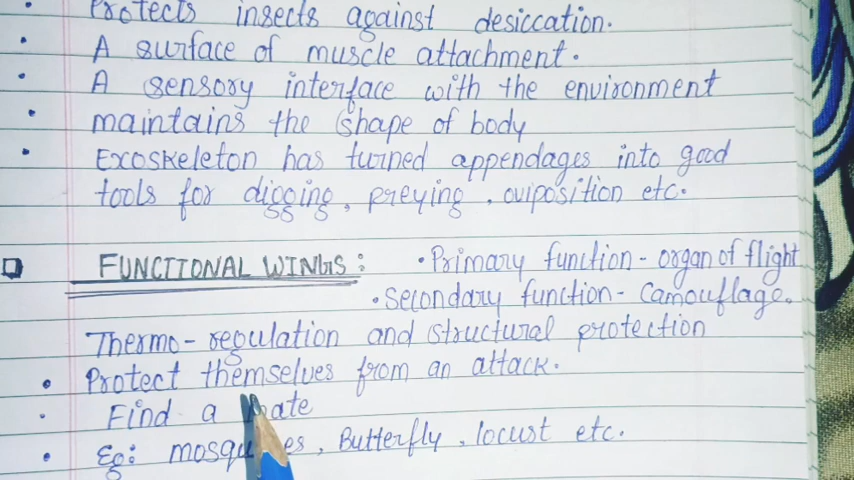 Protects insects against desiccation.
• A surface of muscle attachment.
• A sensory interface with the environment
• maintains the shape of body
• Exoskeleton has turned appendages into good
tools for digging, preying, oviposition etc.
FUNCTIONAL WINGS: • Primary function - organ of flight
• Secondary function - Camouflage.
Thermo-regulation and structural protection
• Protect themselves from an attack.
• Find a
• Eg: Butterfly, locust etc.